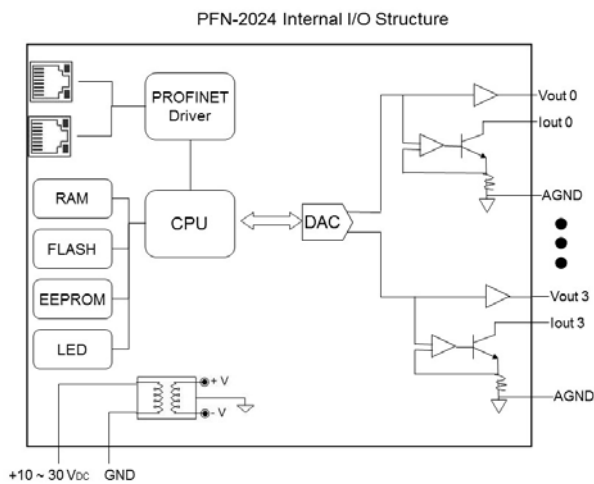 PFN-2024 Internal I/O Structure
PROFINET
Driver
RAM
FLASH
EEPROM
LED
CPU
DAC
Vout 0
Iout 0
AGND
Vout 3
Iout 3
AGND
+ V
- V
+10 ~ 30 VDC
GND